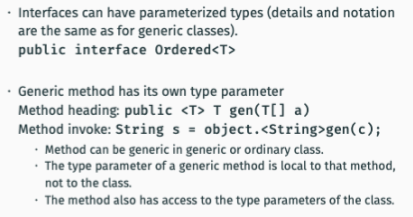 · Interfaces can have parameterized types (details and notation
are the same as for generic classes).
public interface Ordered<T>
· Generic method has its own type parameter
Method heading: public <T> T gen(T[] a)
Method invoke: String s = object.<String>gen(c);
· Method can be generic in generic or ordinary class.
· The type parameter of a generic method is local to that method,
not to the class.
· The method also has access to the type parameters of the class.